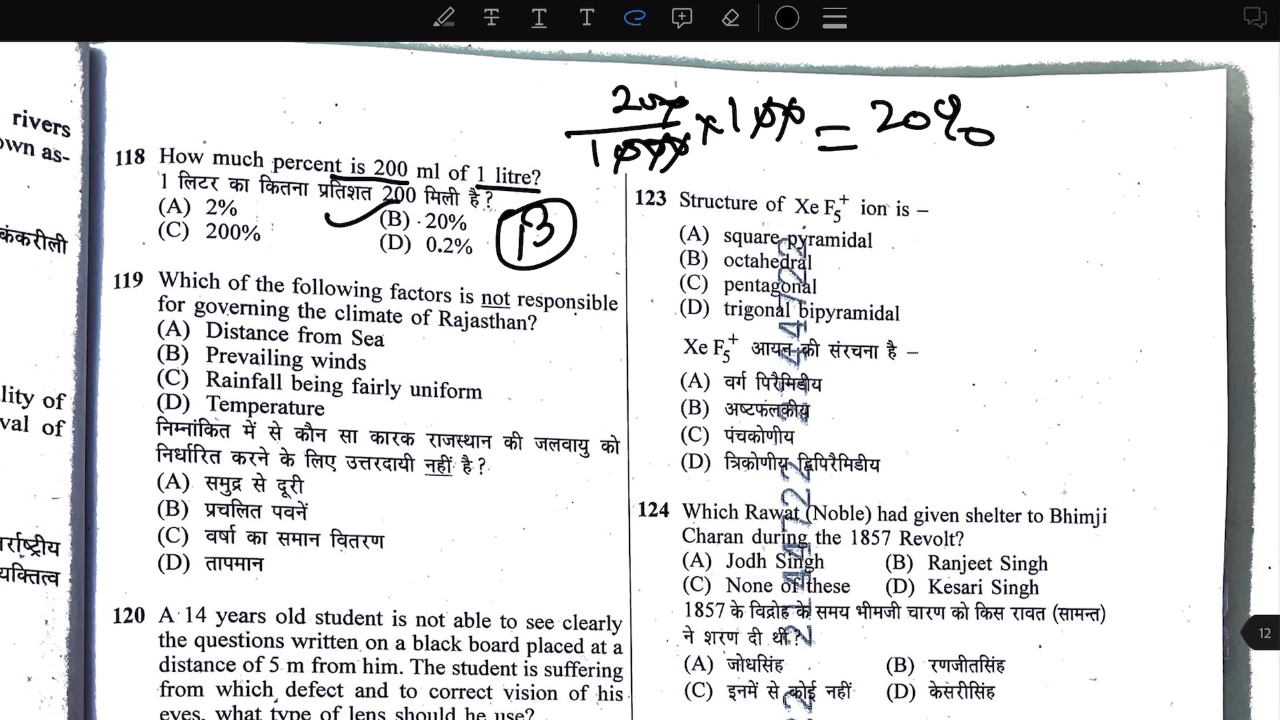 rivers
own as-
कंकरीली
lity of
val of
र्राष्ट्रीय
यक्तित्व
200/1000 × 100 = 20%
118 How much percent is 200 ml of 1 litre?
1 लिटर का कितना प्रतिशत 200 मिली है?
(A) 2% (B) 20%
(C) 200% (D) 0.2%
B
119 Which of the following factors is not responsible
for governing the climate of Rajasthan?
(A) Distance from Sea
(B) Prevailing winds
(C) Rainfall being fairly uniform
(D) Temperature
निम्नांकित में से कौन सा कारक राजस्थान की जलवायु को
निर्धारित करने के लिए उत्तरदायी नहीं है?
(A) समुद्र से दूरी
(B) प्रचलित पवनें
(C) वर्षा का समान वितरण
(D) तापमान
120 A 14 years old student is not able to see clearly
the questions written on a black board placed at a
distance of 5 m from him. The student is suffering
from which defect and to correct vision of his
eyes, what type of lens should he use?
123 Structure of XeF₅⁺ ion is –
(A) square pyramidal
(B) octahedral
(C) pentagonal
(D) trigonal bipyramidal
XeF₅⁺ आयन की संरचना है –
(A) वर्ग पिरैमिडीय
(B) अष्टफलकीय
(C) पंचकोणीय
(D) त्रिकोणीय द्विपिरैमिडीय
124 Which Rawat (Noble) had given shelter to Bhimji
Charan during the 1857 Revolt?
(A) Jodh Singh (B) Ranjeet Singh
(C) None of these (D) Kesari Singh
1857 के विद्रोह के समय भीमजी चारण को किस रावत (सामन्त)
ने शरण दी थी?
(A) जोधसिंह (B) रणजीतसिंह
(C) इनमें से कोई नहीं (D) केसरीसिंह
12